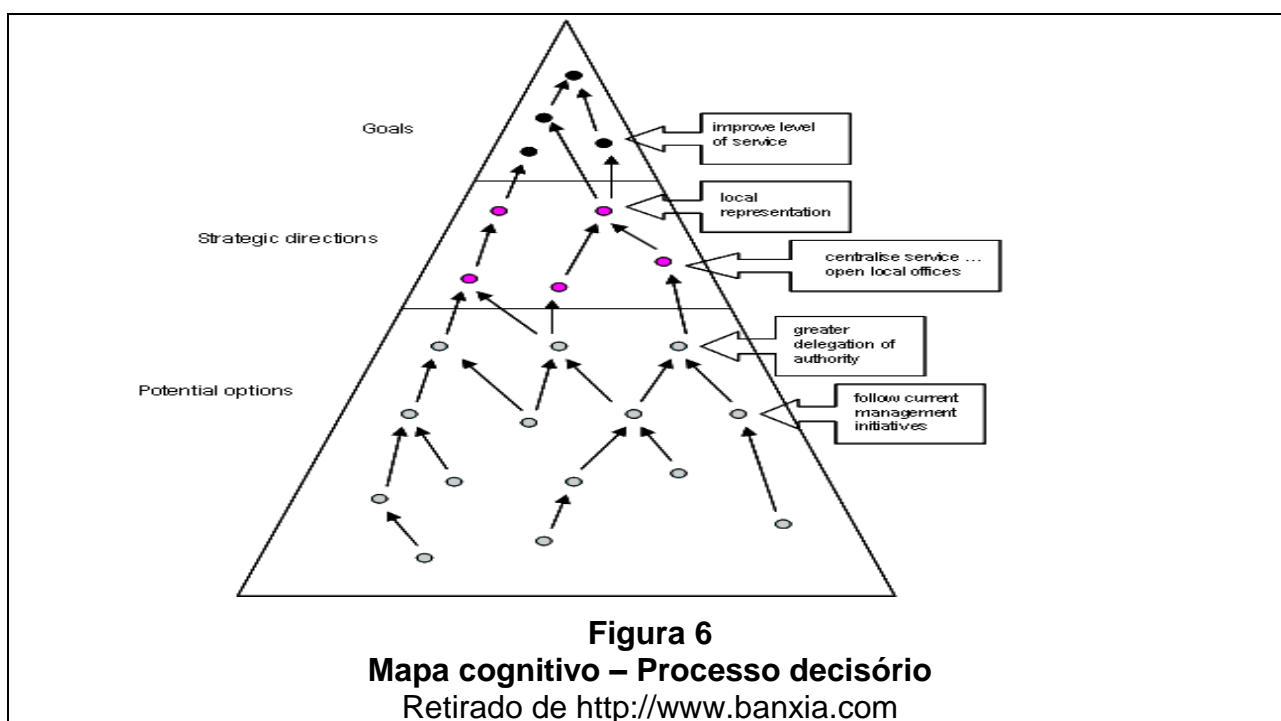 Goals
improve level
of service
local
representation
Strategic directions
centralise service ...
open local offices
greater
delegation of
authority
Potential options
follow current
management
initiatives
Figura 6
Mapa cognitivo – Processo decisório
Retirado de http://www.banxia.com